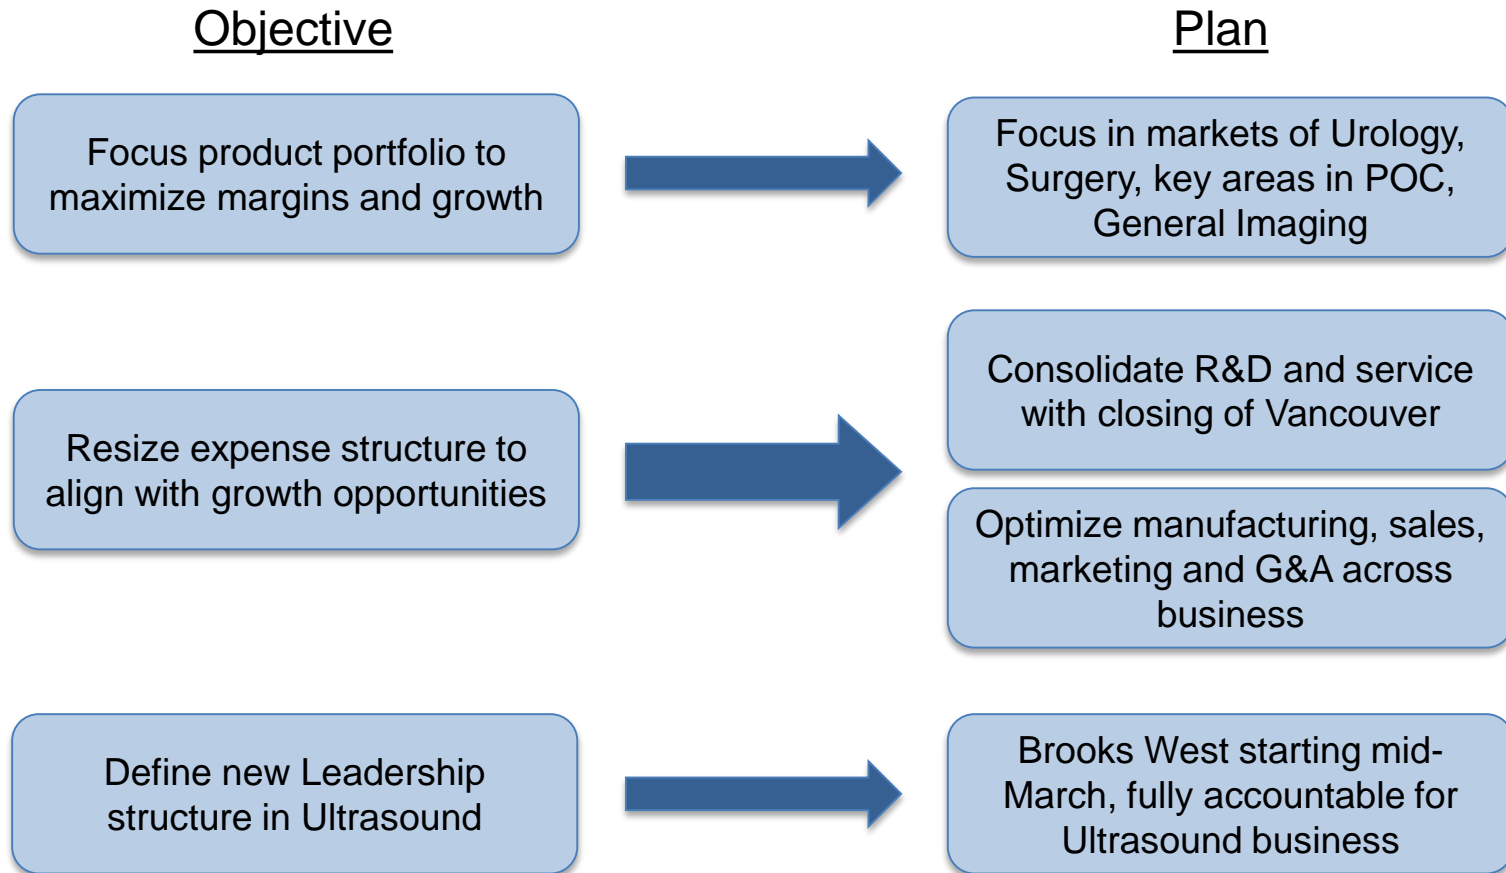 Objective
Plan
Focus product portfolio to
maximize margins and growth
Focus in markets of Urology,
Surgery, key areas in POC,
General Imaging
Resize expense structure to
align with growth opportunities
Consolidate R&D and service
with closing of Vancouver
Optimize manufacturing, sales,
marketing and G&A across
business
Define new Leadership
structure in Ultrasound
Brooks West starting mid-
March, fully accountable for
Ultrasound business